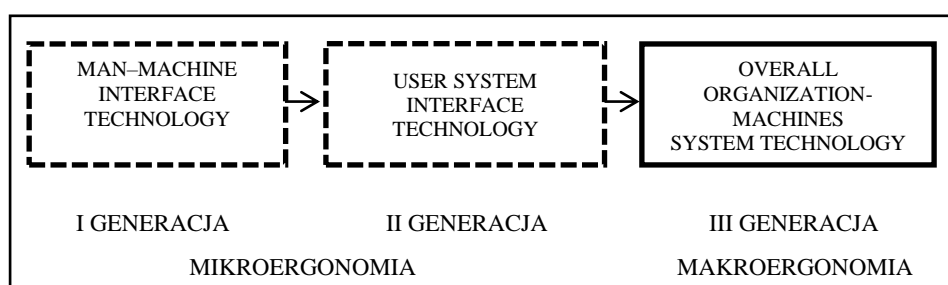 MAN–MACHINE
INTERFACE
TECHNOLOGY
USER SYSTEM
INTERFACE
TECHNOLOGY
OVERALL
ORGANIZATION-
MACHINES
SYSTEM TECHNOLOGY
I GENERACJA
II GENERACJA
III GENERACJA
MIKROERGONOMIA
MAKROERGONOMIA